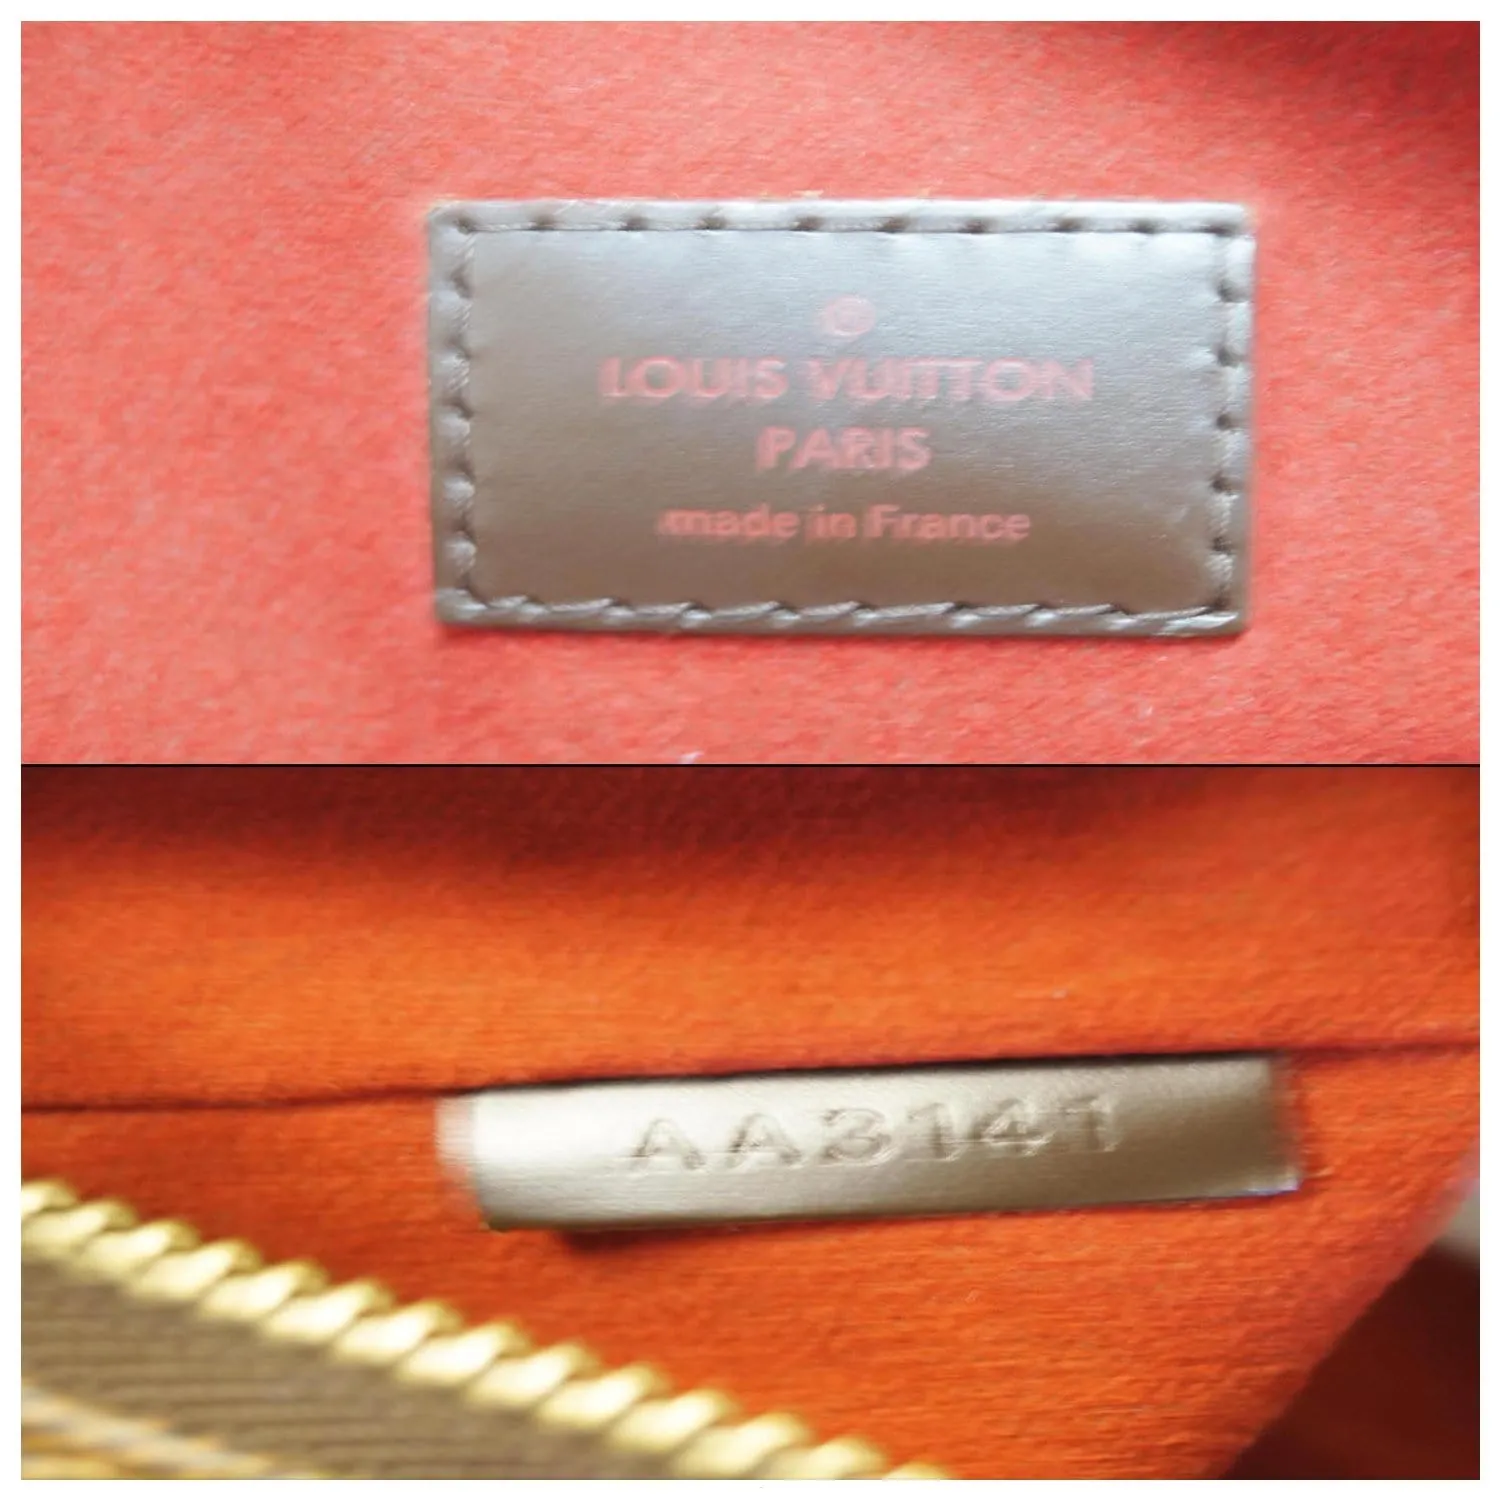 ®
LOUIS VUITTON
PARIS
made in France
AA3141